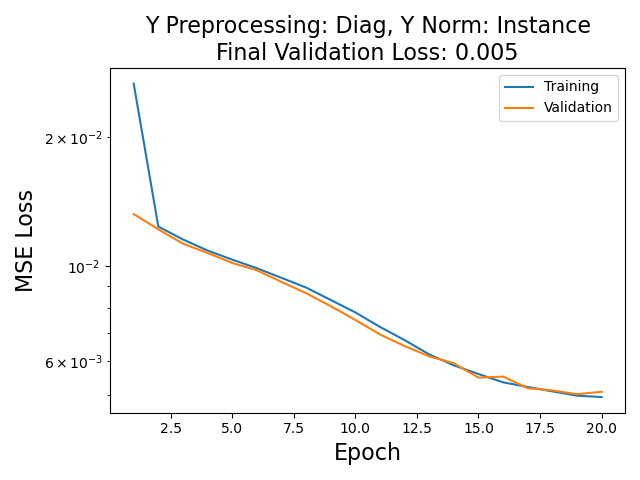 Y Preprocessing: Diag, Y Norm: Instance
Final Validation Loss: 0.005
Training
Validation
MSE Loss
2 × 10⁻²
10⁻²
6 × 10⁻³
2.5 5.0 7.5 10.0 12.5 15.0 17.5 20.0
Epoch